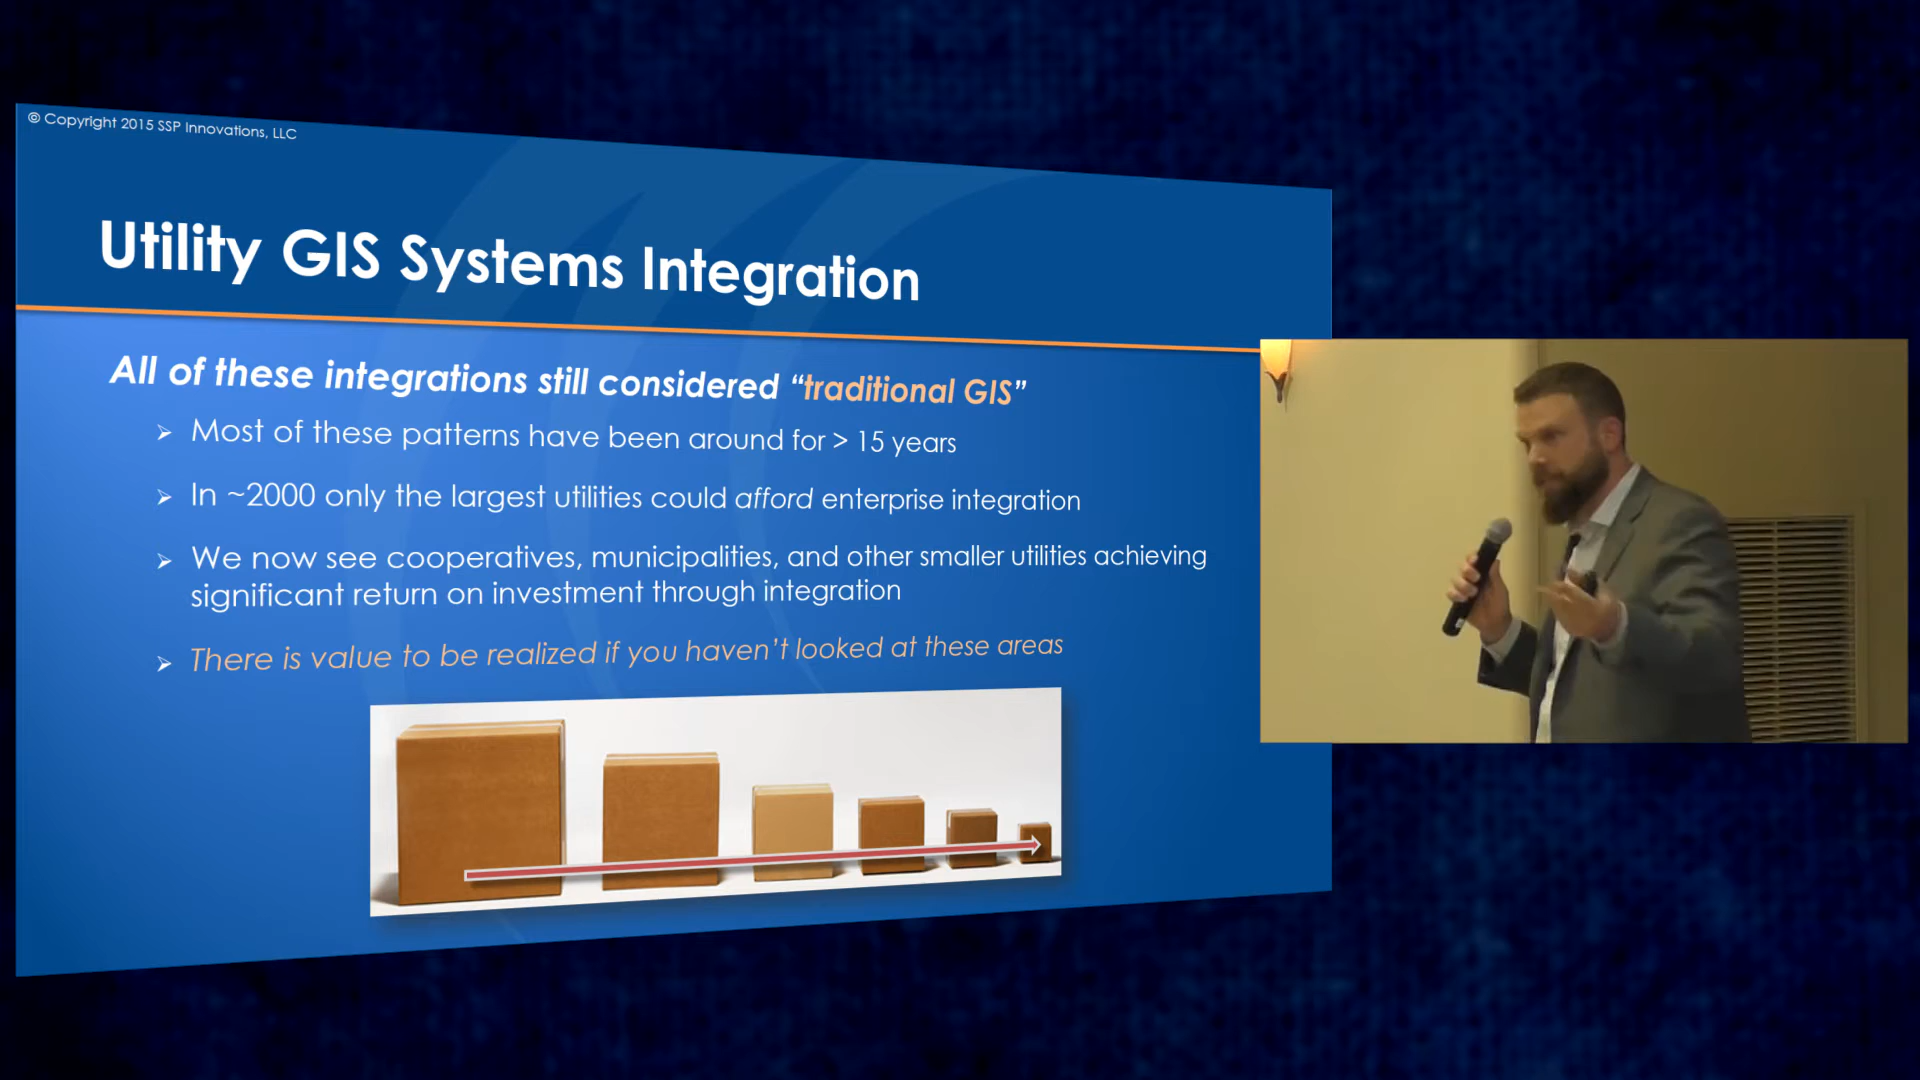 © Copyright 2015 SSP Innovations, LLC
Utility GIS Systems Integration
All of these integrations still considered “traditional GIS”
➢ Most of these patterns have been around for > 15 years
➢ In ~2000 only the largest utilities could afford enterprise integration
➢ We now see cooperatives, municipalities, and other smaller utilities achieving
significant return on investment through integration
➢ There is value to be realized if you haven’t looked at these areas